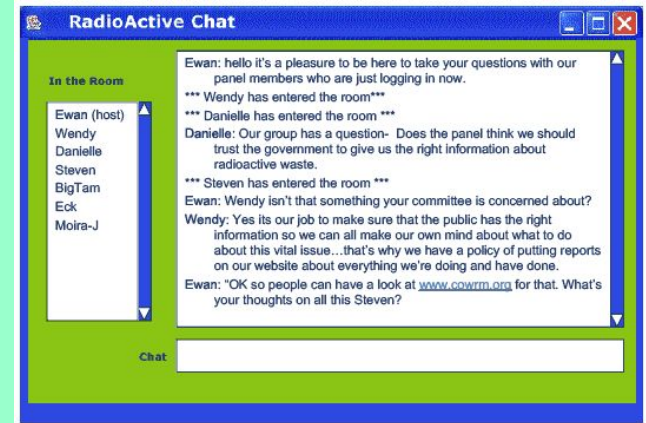 RadioActive Chat
In the Room
Ewan (host)
Wendy
Danielle
Steven
BigTam
Eck
Moira-J
Ewan: hello it's a pleasure to be here to take your questions with our
panel members who are just logging in now.
*** Wendy has entered the room***
*** Danielle has entered the room ***
Danielle: Our group has a question- Does the panel think we should
trust the government to give us the right information about
radioactive waste.
*** Steven has entered the room ***
Ewan: Wendy isn't that something your committee is concerned about?
Wendy: Yes its our job to make sure that the public has the right
information so we can all make our own mind about what to do
about this vital issue…that's why we have a policy of putting reports
on our website about everything we're doing and have done.
Ewan: "OK so people can have a look at www.cowrm.org for that. What's
your thoughts on all this Steven?
Chat